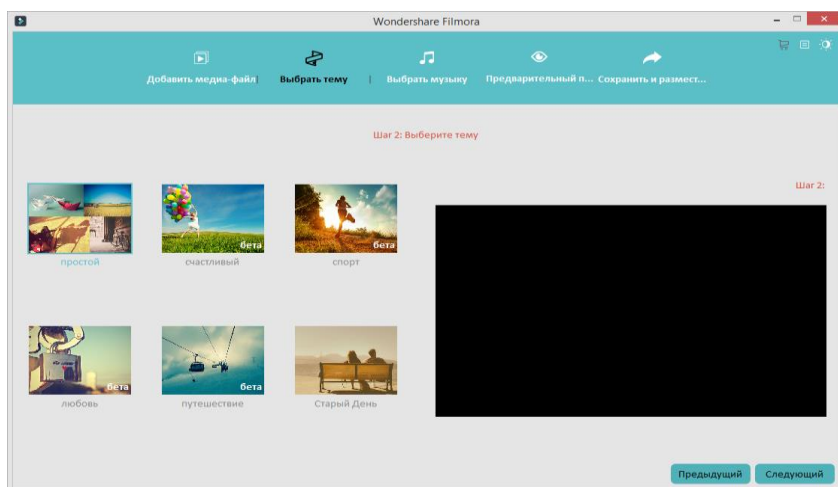 Wondershare Filmora
Добавить медиа-файл
Выбрать тему
Выбрать музыку
Предварительный п...
Сохранить и размест...
Шаг 2: Выберите тему
Шаг 2:
бета
бета
простой
счастливый
спорт
бета
бета
любовь
путешествие
Старый День
Предыдущий
Следующий